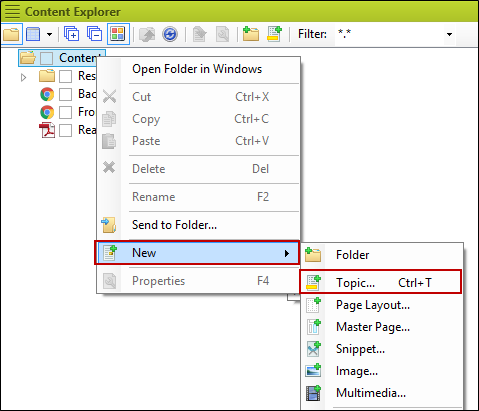 Content Explorer
Filter: *.*
Content
Res
Bac
Fro
Rea
Open Folder in Windows
Cut Ctrl+X
Copy Ctrl+C
Paste Ctrl+V
Delete Del
Rename F2
Send to Folder...
New
Properties F4
Folder
Topic... Ctrl+T
Page Layout...
Master Page...
Snippet...
Image...
Multimedia...